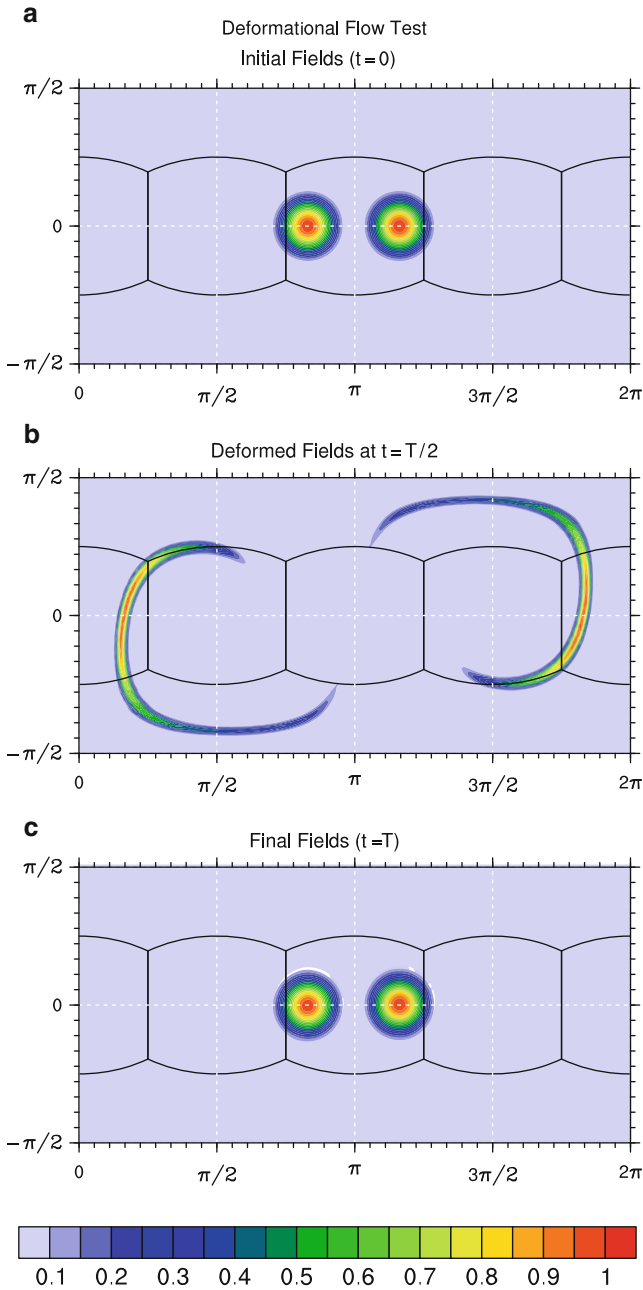 a
Deformational Flow Test
Initial Fields (t=0)
π/2
0
−π/2
0 π/2 π 3π/2 2π
b
Deformed Fields at t=T/2
π/2
0
−π/2
0 π/2 π 3π/2 2π
c
Final Fields (t=T)
π/2
0
−π/2
0 π/2 π 3π/2 2π
0.1 0.2 0.3 0.4 0.5 0.6 0.7 0.8 0.9 1